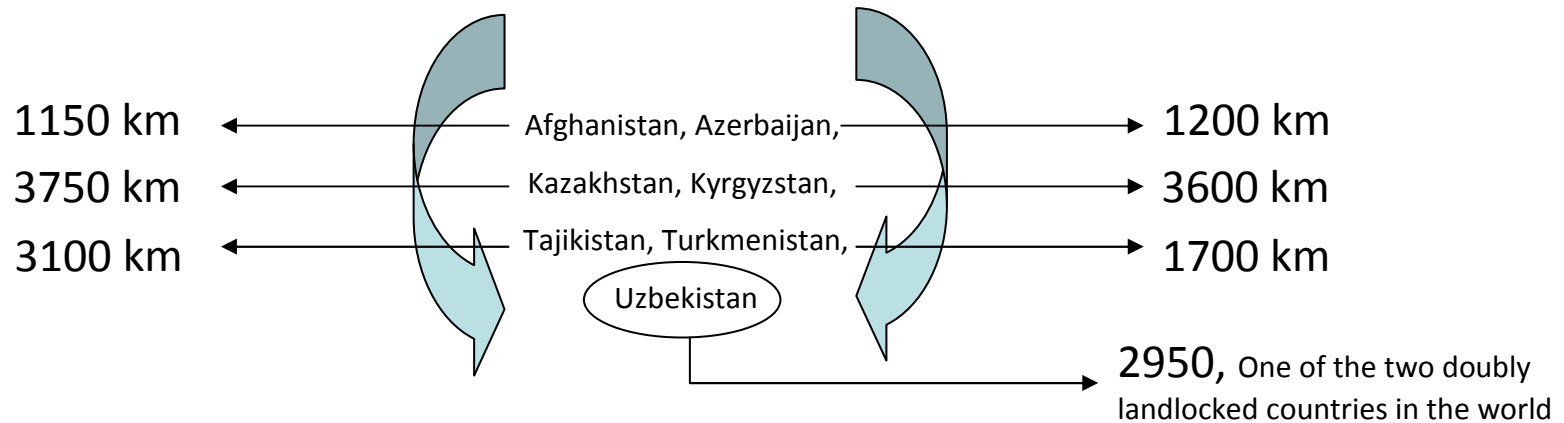 1150 km Afghanistan, Azerbaijan, 1200 km
3750 km Kazakhstan, Kyrgyzstan, 3600 km
3100 km Tajikistan, Turkmenistan, 1700 km
Uzbekistan
2950, One of the two doubly
landlocked countries in the world